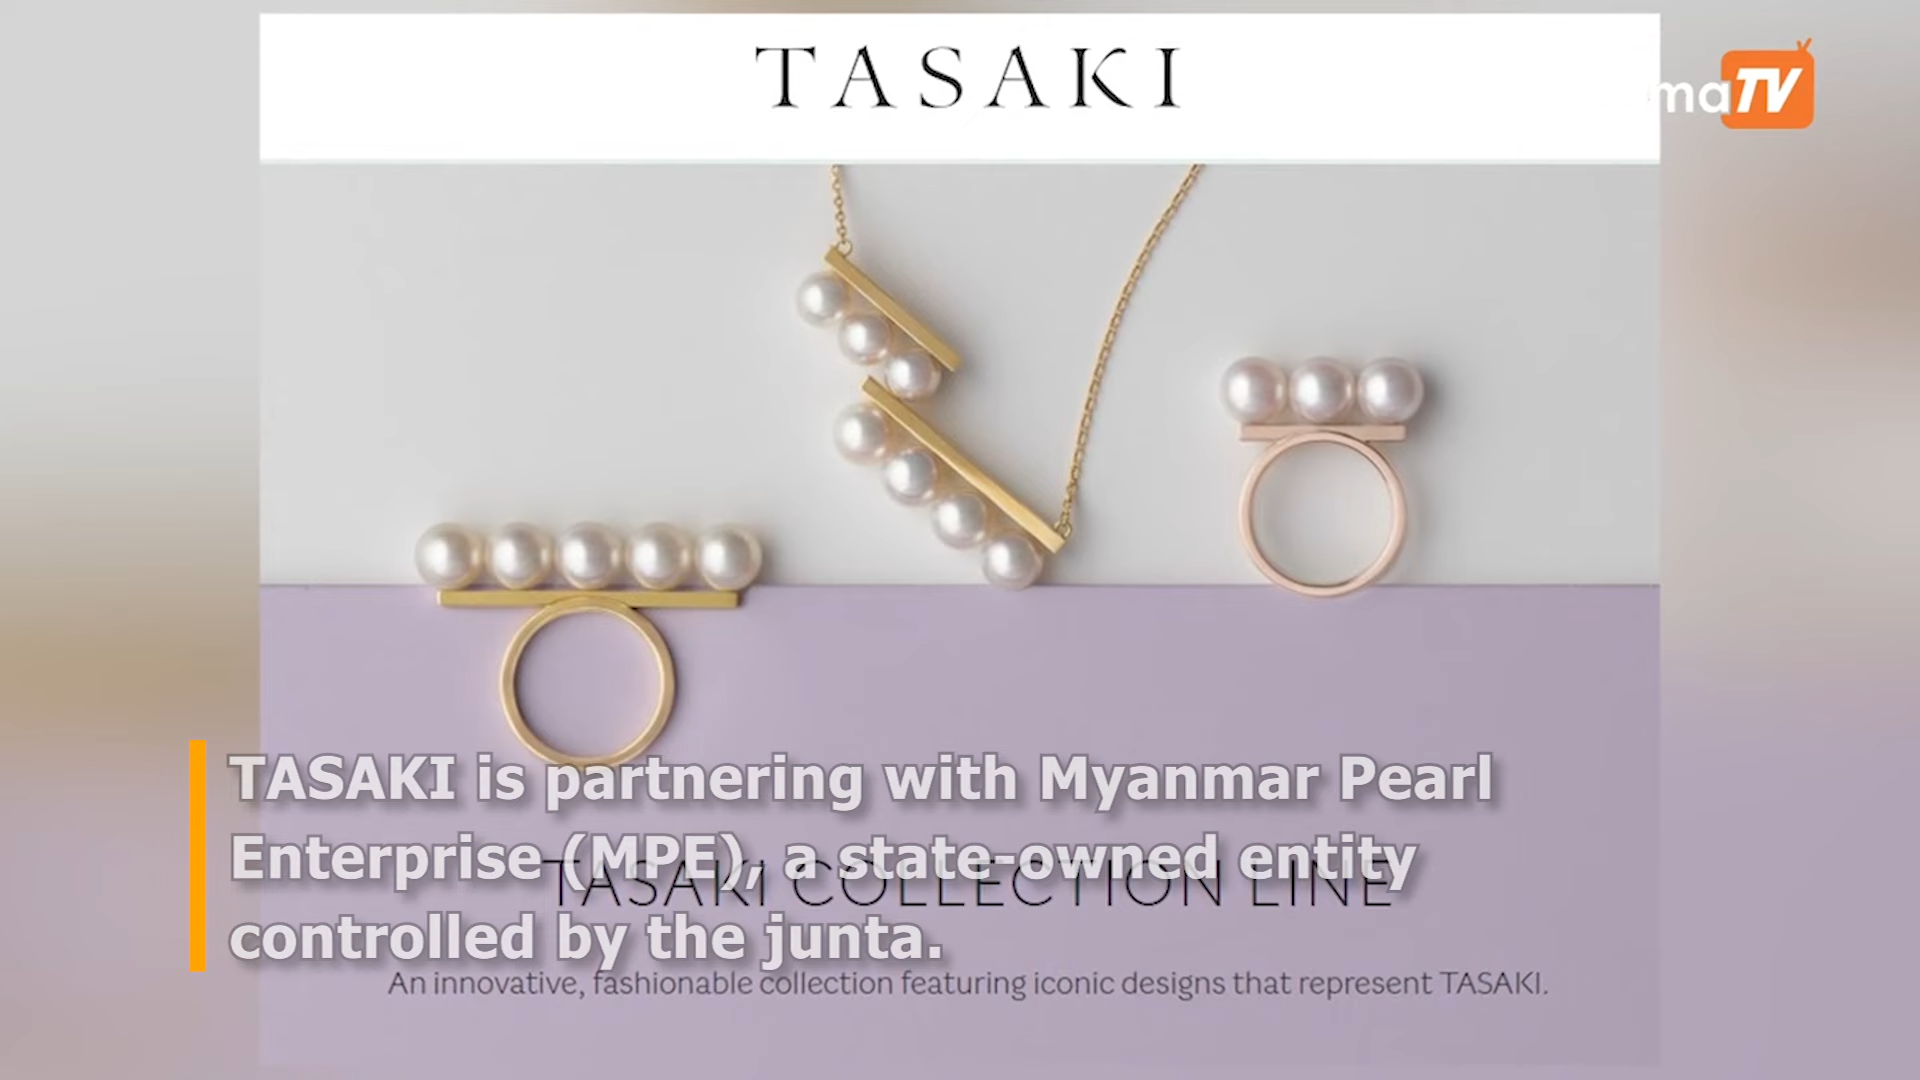 TASAKI
maTV
TASAKI is partnering with Myanmar Pearl
Enterprise (MPE), a state-owned entity
controlled by the junta.
TASAKI COLLECTION LINE
An innovative, fashionable collection featuring iconic designs that represent TASAKI.